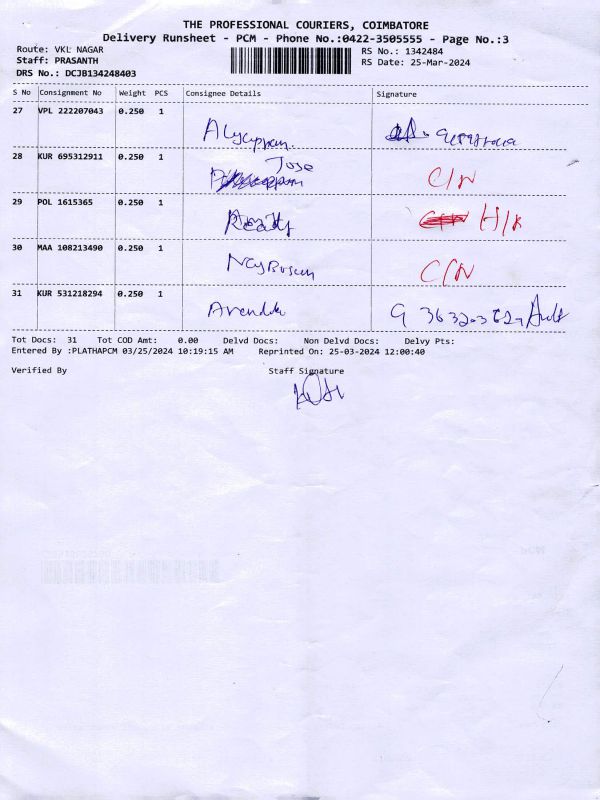 THE PROFESSIONAL COURIERS, COIMBATORE
Delivery Runsheet - PCM - Phone No.:0422-3505555 - Page No.:3
Route: VKL NAGAR RS No.: 1342484
Staff: PRASANTH RS Date: 25-Mar-2024
DRS No.: DCJB134248403
S No Consignment No Weight PCS Consignee Details Signature
27 VPL 222207043 0.250 1
28 KUR 695312911 0.250 1 Jose C/N
29 POL 1615365 0.250 1
30 MAA 108213490 0.250 1 C/N
31 KUR 531218294 0.250 1
Tot Docs: 31 Tot COD Amt: 0.00 Delvd Docs: Non Delvd Docs: Delvy Pts:
Entered By :PLATHAPCM 03/25/2024 10:19:15 AM Reprinted On: 25-03-2024 12:00:40
Verified By Staff Signature